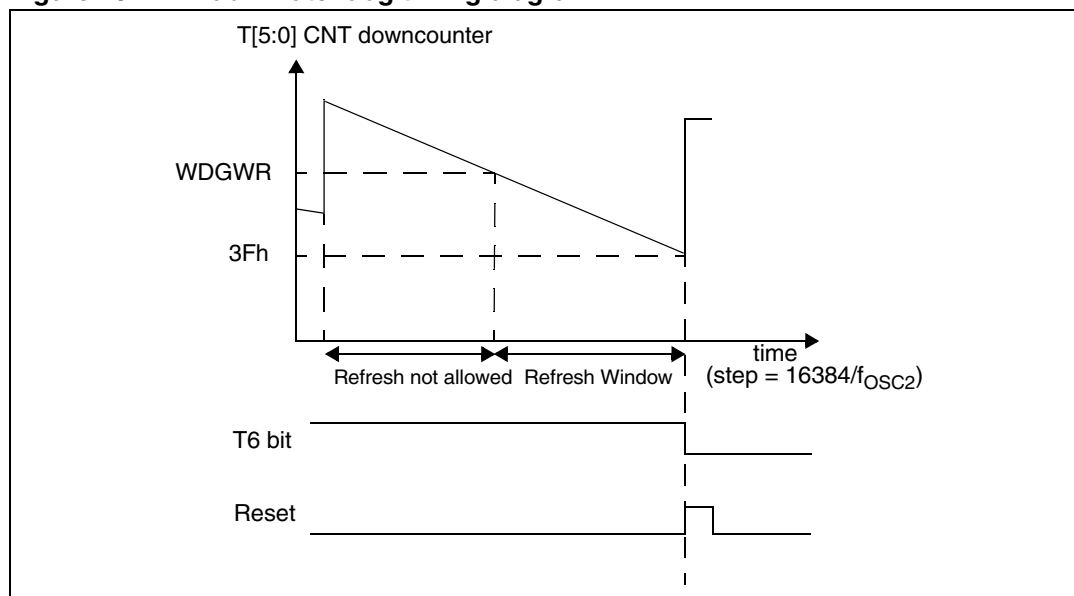 T[5:0] CNT downcounter
WDGWR
3Fh
time
Refresh not allowed Refresh Window (step = 16384/fOSC2)
T6 bit
Reset